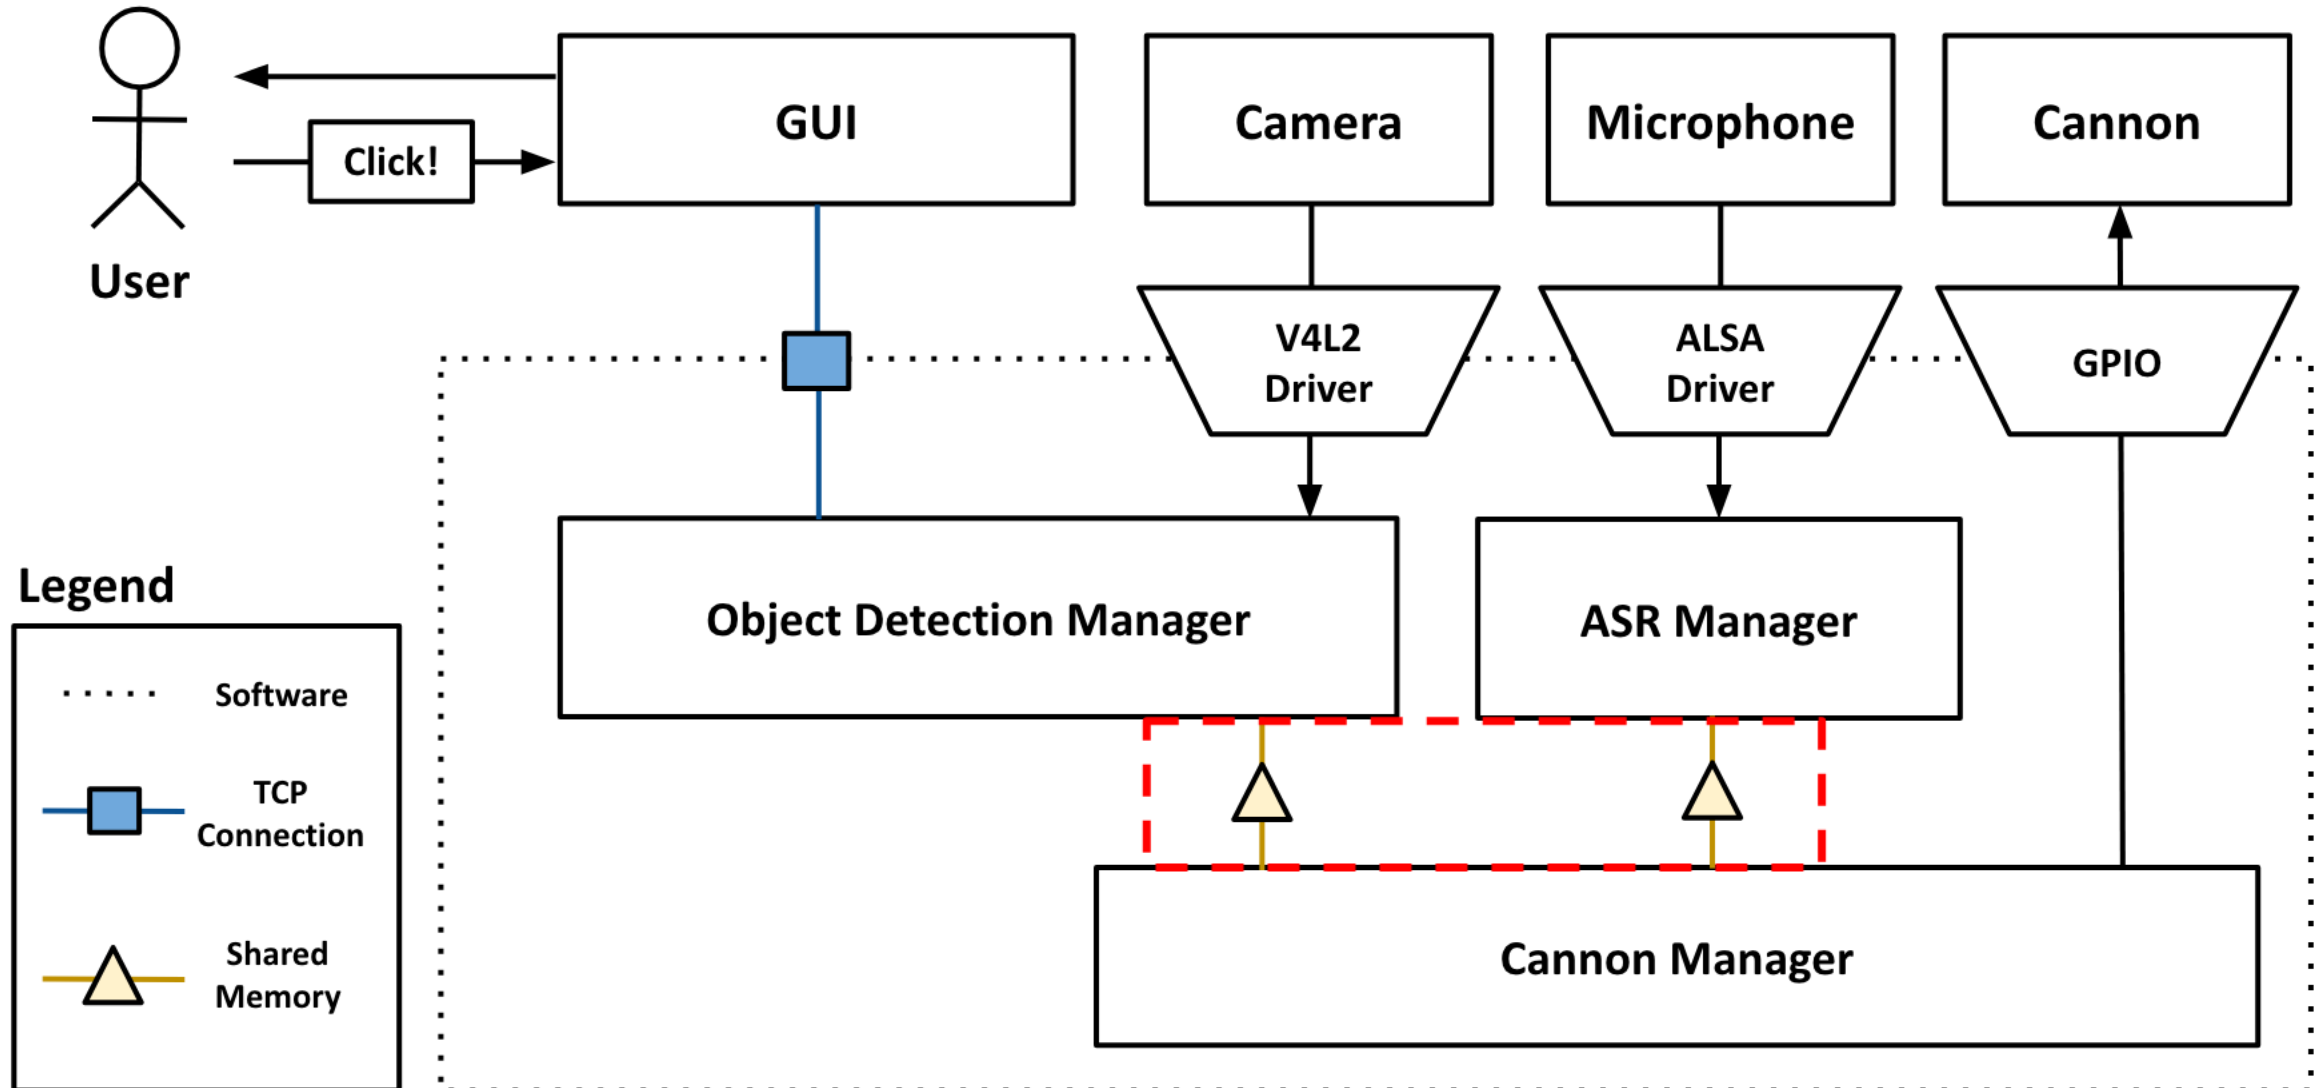 GUI
Camera
Microphone
Cannon
Click!
User
V4L2
Driver
ALSA
Driver
GPIO
Object Detection Manager
ASR Manager
Legend
Software
TCP
Connection
Shared
Memory
Cannon Manager